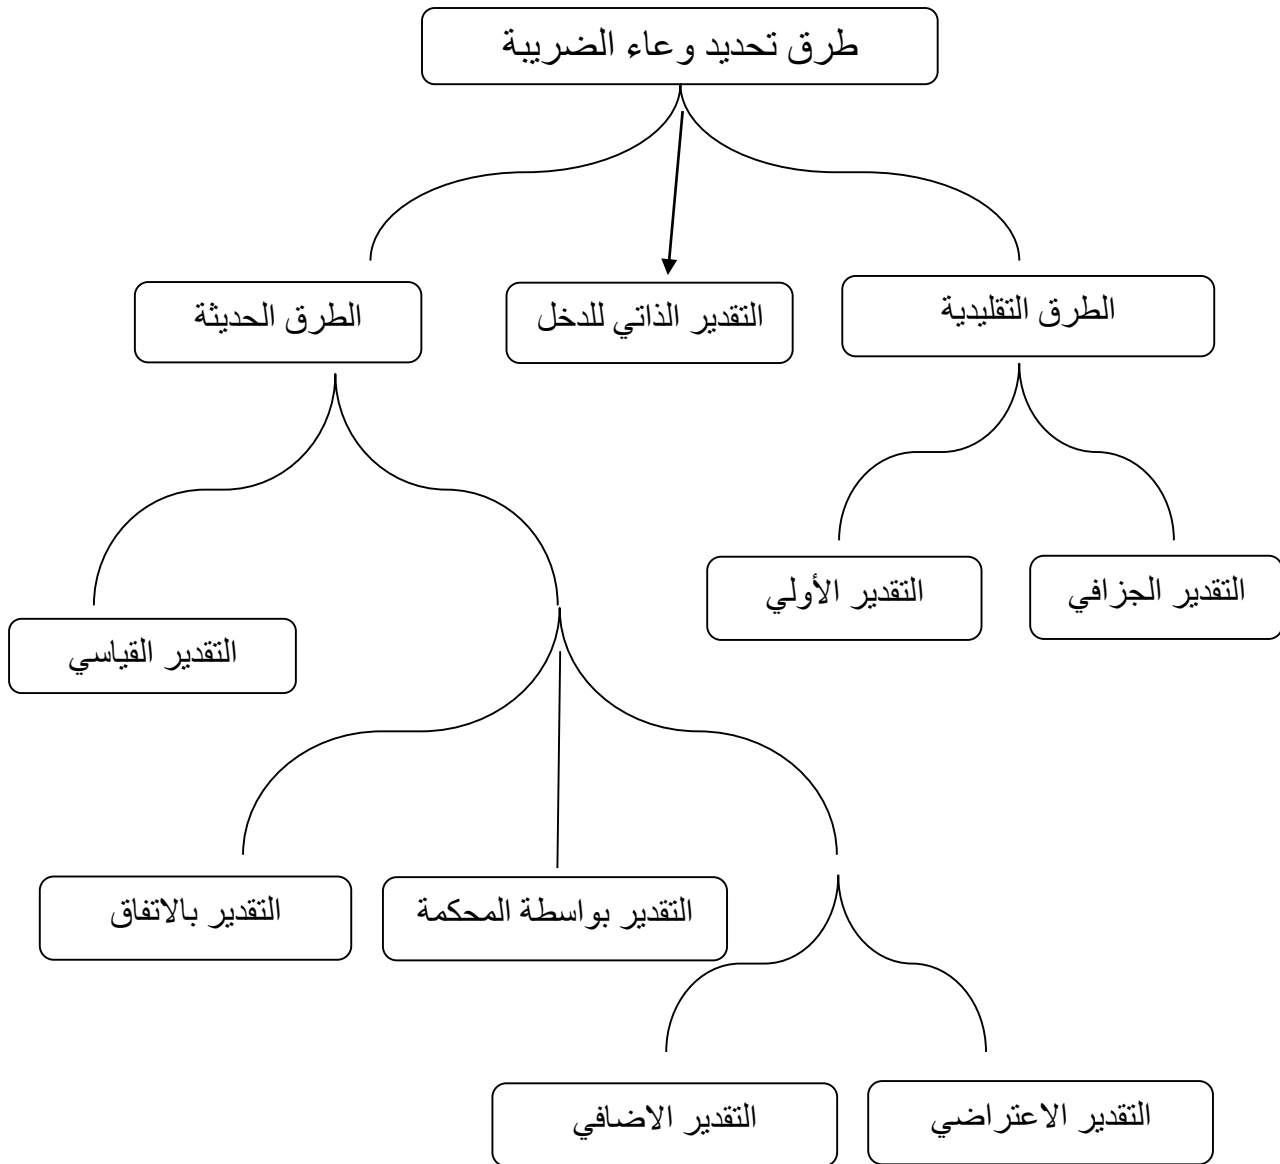 طرق تحديد وعاء الضريبة
الطرق التقليدية
التقدير الذاتي للدخل
الطرق الحديثة
التقدير الجزافي
التقدير الأولي
التقدير القياسي
التقدير بواسطة المحكمة
التقدير بالاتفاق
التقدير الاعتراضي
التقدير الاضافي